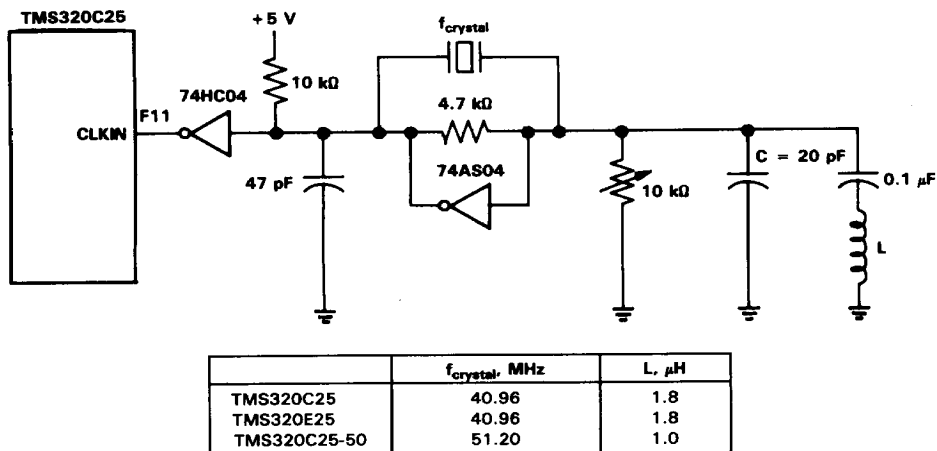 TMS320C25
+5 V
f crystal
10 kΩ
4.7 kΩ
74HC04
F11
CLKIN
47 pF
74AS04
10 kΩ
C = 20 pF
0.1 μF
L
f crystal, MHz L, μH
TMS320C25 40.96 1.8
TMS320E25 40.96 1.8
TMS320C25-50 51.20 1.0